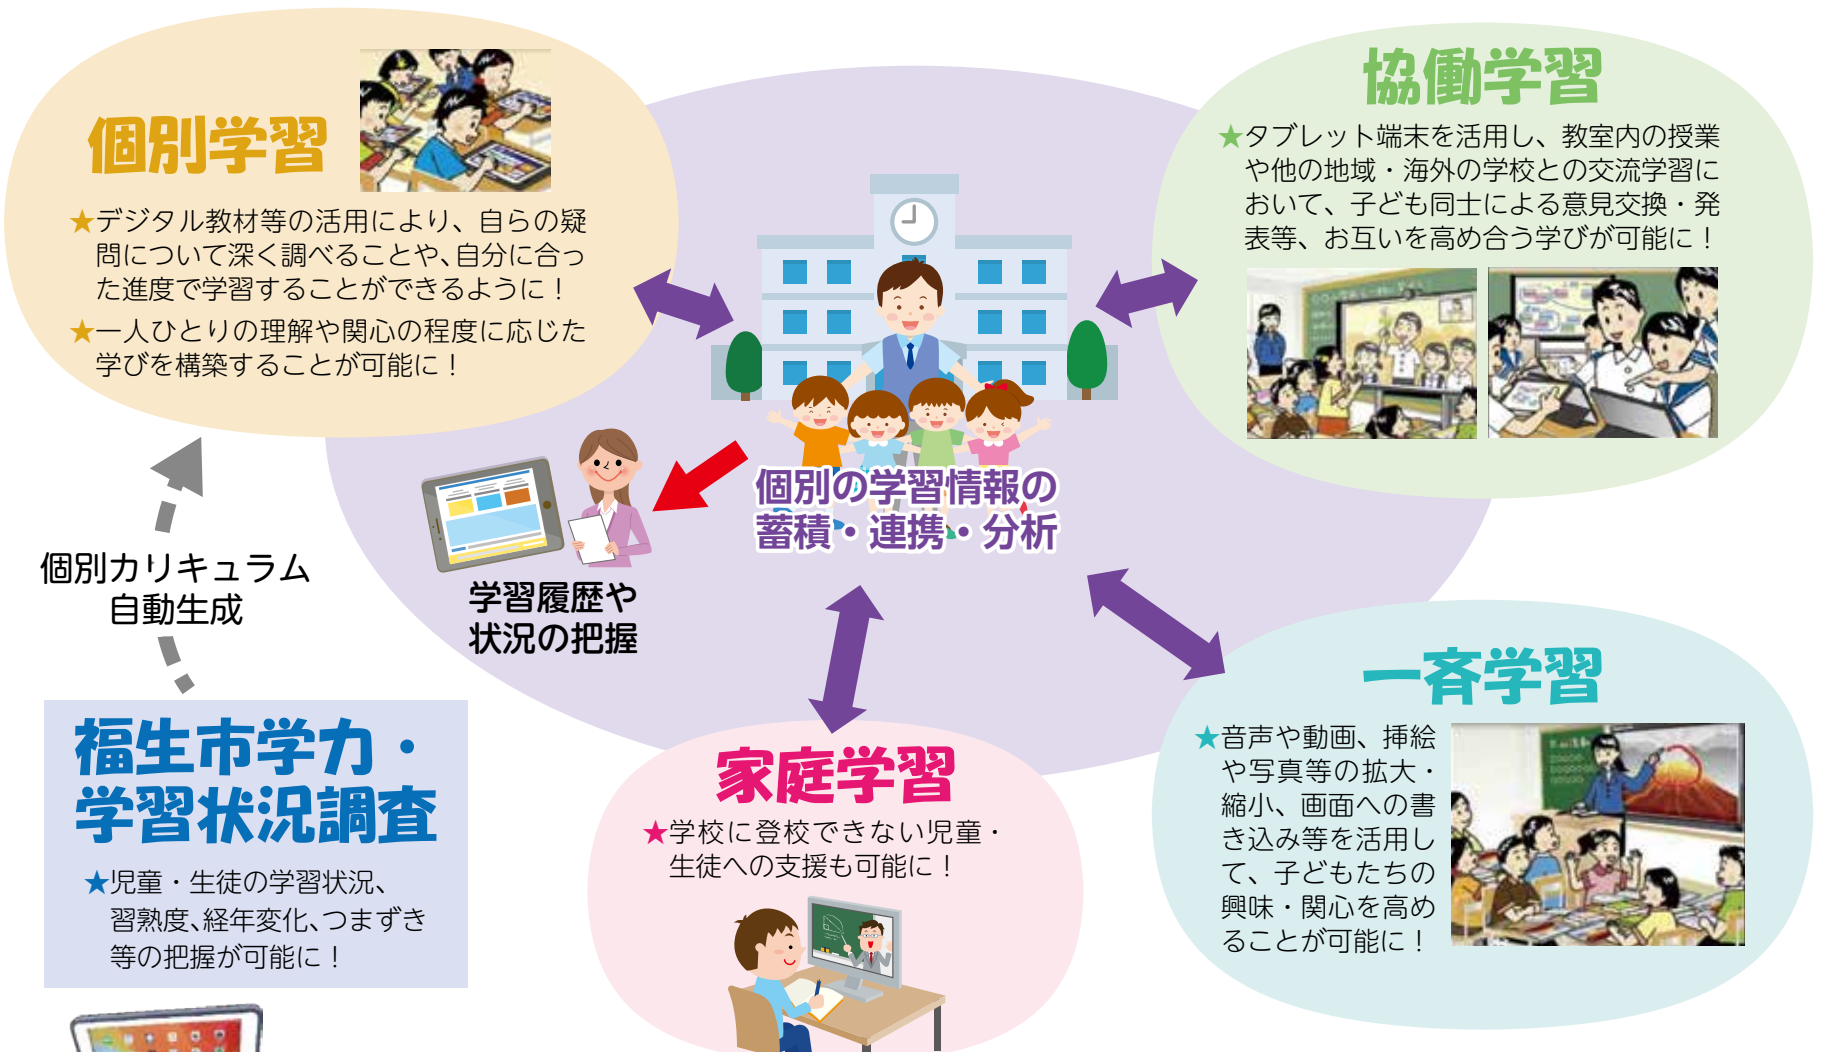 個別学習
★デジタル教材等の活用により、自らの疑
問について深く調べることや、自分に合っ
た進度で学習することができるように！
★一人ひとりの理解や関心の程度に応じた
学びを構築することが可能に！
協働学習
★タブレット端末を活用し、教室内の授業
や他の地域・海外の学校との交流学習に
おいて、子ども同士による意見交換・発
表等、お互いを高め合う学びが可能に！
個別の学習情報の
蓄積・連携・分析
学習履歴や
状況の把握
個別カリキュラム
自動生成
福生市学力・
学習状況調査
★児童・生徒の学習状況、
習熟度、経年変化、つまずき
等の把握が可能に！
家庭学習
★学校に登校できない児童・
生徒への支援も可能に！
一斉学習
★音声や動画、挿絵
や写真等の拡大・
縮小、画面への書
き込み等を活用し
て、子どもたちの
興味・関心を高め
ることが可能に！